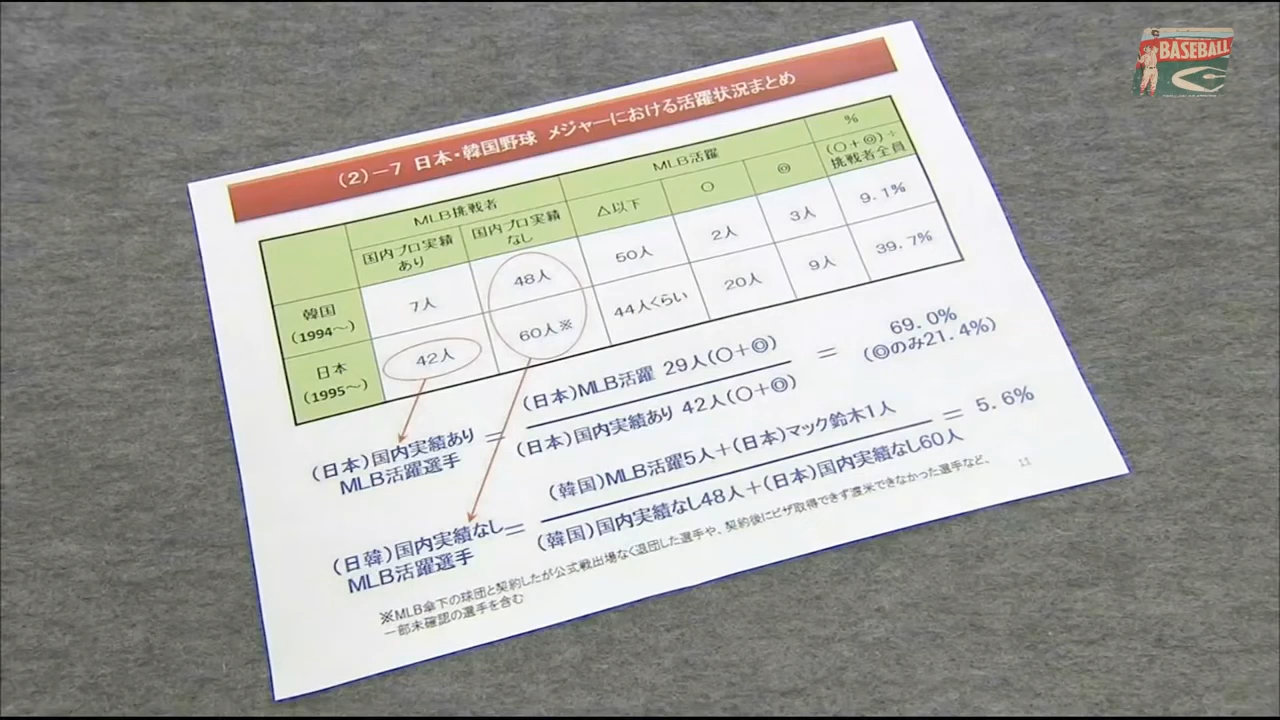 BASEBALL
(2)-7 日本・韓国野球 メジャーにおける活躍状況まとめ
MLB挑戦者 MLB活躍 %
国内プロ実績あり 国内プロ実績なし △以下 〇 ◎ (〇+◎)÷挑戦者全員
韓国(1994~) 7人 48人 50人 2人 3人 9.1%
日本(1995~) 42人 60人※ 44人くらい 20人 9人 39.7%
(日本)国内実績あり
MLB活躍選手
=
(日本)MLB活躍 29人(〇+◎)
(日本)国内実績あり 42人(〇+◎)
=
69.0%
(◎のみ21.4%)
(日韓)国内実績なし
MLB活躍選手
=
(韓国)MLB活躍5人+(日本)マック鈴木1人
(韓国)国内実績なし48人+(日本)国内実績なし60人
= 5.6%
※MLB傘下の球団と契約したが公式戦出場なく退団した選手や、契約後にビザ取得できず渡米できなかった選手など、
一部未確認の選手を含む
11